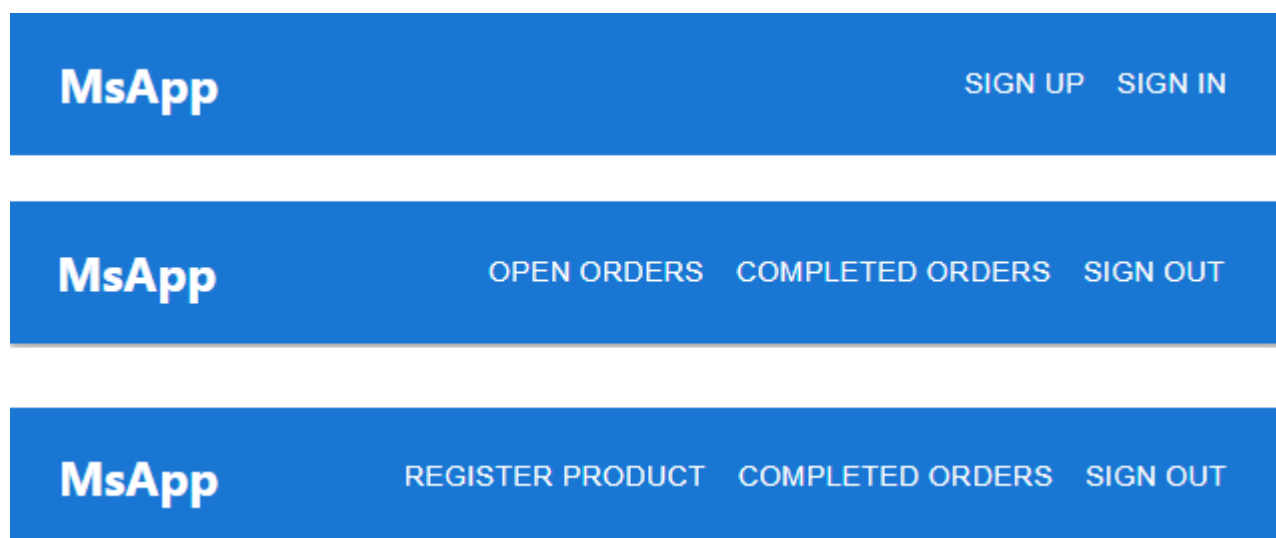 MsApp SIGN UP SIGN IN
MsApp OPEN ORDERS COMPLETED ORDERS SIGN OUT
MsApp REGISTER PRODUCT COMPLETED ORDERS SIGN OUT